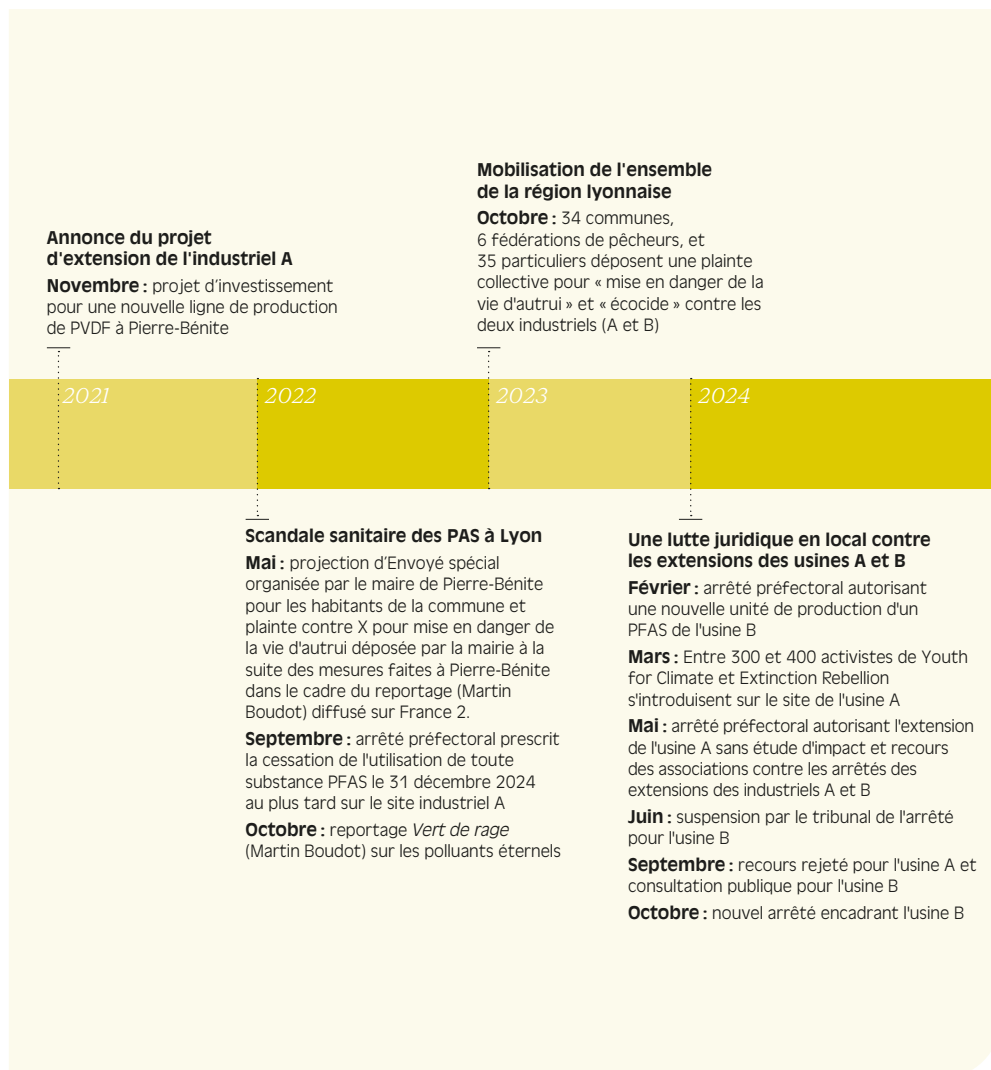 Annonce du projet
d'extension de l'industriel A
Novembre : projet d'investissement
pour une nouvelle ligne de production
de PVDF à Pierre-Bénite
Mobilisation de l'ensemble
de la région lyonnaise
Octobre : 34 communes,
6 fédérations de pêcheurs, et
35 particuliers déposent une plainte
collective pour « mise en danger de la
vie d'autrui » et « écocide » contre les
deux industriels (A et B)
2021
2022
2023
2024
Scandale sanitaire des PAS à Lyon
Mai : projection d'Envoyé spécial
organisée par le maire de Pierre-Bénite
pour les habitants de la commune et
plainte contre X pour mise en danger de
la vie d'autrui déposée par la mairie à la
suite des mesures faites à Pierre-Bénite
dans le cadre du reportage (Martin
Boudot) diffusé sur France 2.
Septembre : arrêté préfectoral prescrit
la cessation de l'utilisation de toute
substance PFAS le 31 décembre 2024
au plus tard sur le site industriel A
Octobre : reportage Vert de rage
(Martin Boudot) sur les polluants éternels
Une lutte juridique en local contre
les extensions des usines A et B
Février : arrêté préfectoral autorisant
une nouvelle unité de production d'un
PFAS de l'usine B
Mars : Entre 300 et 400 activistes de Youth
for Climate et Extinction Rebellion
s'introduisent sur le site de l'usine A
Mai : arrêté préfectoral autorisant l'extension
de l'usine A sans étude d'impact et recours
des associations contre les arrêtés des
extensions des industriels A et B
Juin : suspension par le tribunal de l'arrêté
pour l'usine B
Septembre : recours rejeté pour l'usine A et
consultation publique pour l'usine B
Octobre : nouvel arrêté encadrant l'usine B